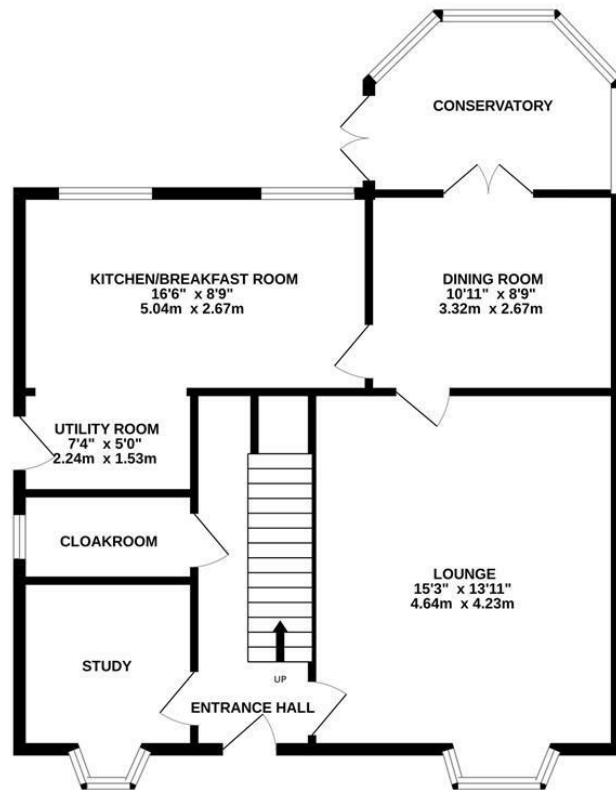 CONSERVATORY
KITCHEN/BREAKFAST ROOM
16'6" x 8'9"
5.04m x 2.67m
DINING ROOM
10'11" x 8'9"
3.32m x 2.67m
UTILITY ROOM
7'4" x 5'0"
2.24m x 1.53m
CLOAKROOM
LOUNGE
15'3" x 13'11"
4.64m x 4.23m
STUDY
UP
ENTRANCE HALL